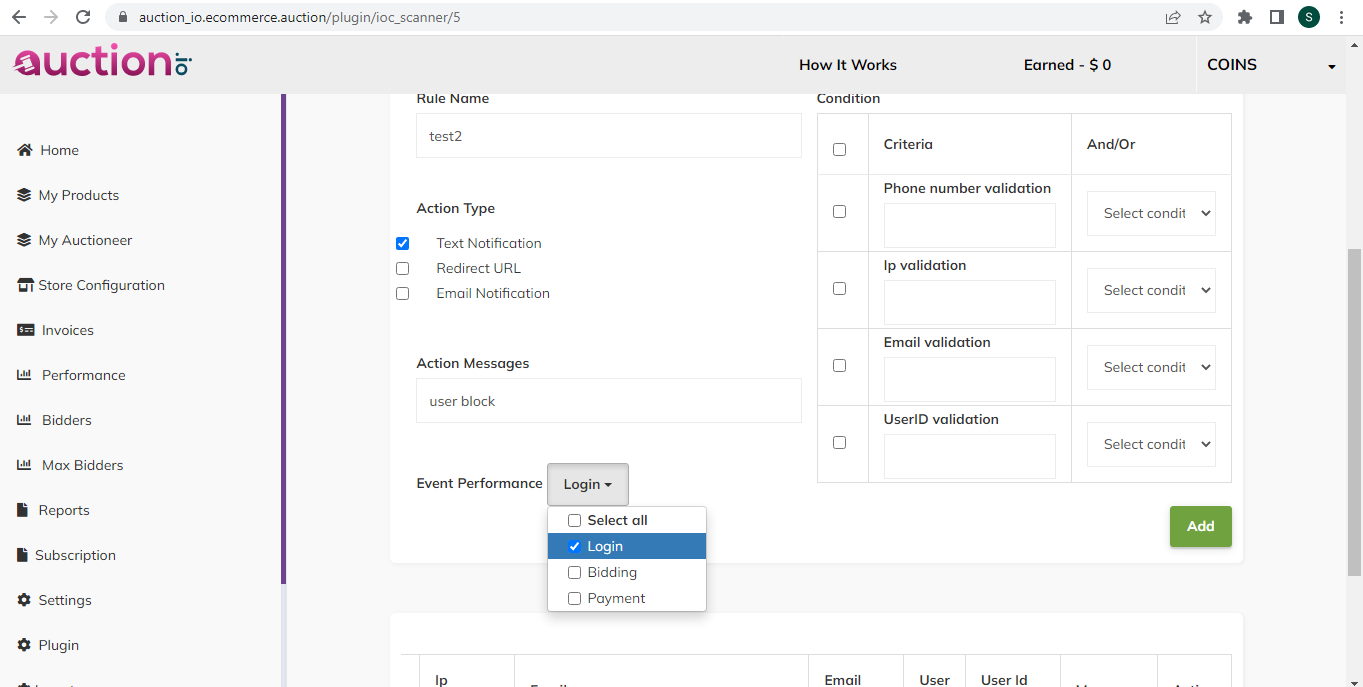 auction_io.ecommerce.auction/plugin/ioc_scanner/5
S
auction io
How It Works
Earned - $ 0
COINS
Home
My Products
My Auctioneer
Store Configuration
Invoices
Performance
Bidders
Max Bidders
Reports
Subscription
Settings
Plugin
Rule Name
test2
Action Type
Text Notification
Redirect URL
Email Notification
Action Messages
user block
Event Performance
Login
Select all
Login
Bidding
Payment
Condition
Criteria
And/Or
Phone number validation
Select condit
Ip validation
Select condit
Email validation
Select condit
UserID validation
Select condit
Add
Ip
Email
User
User Id